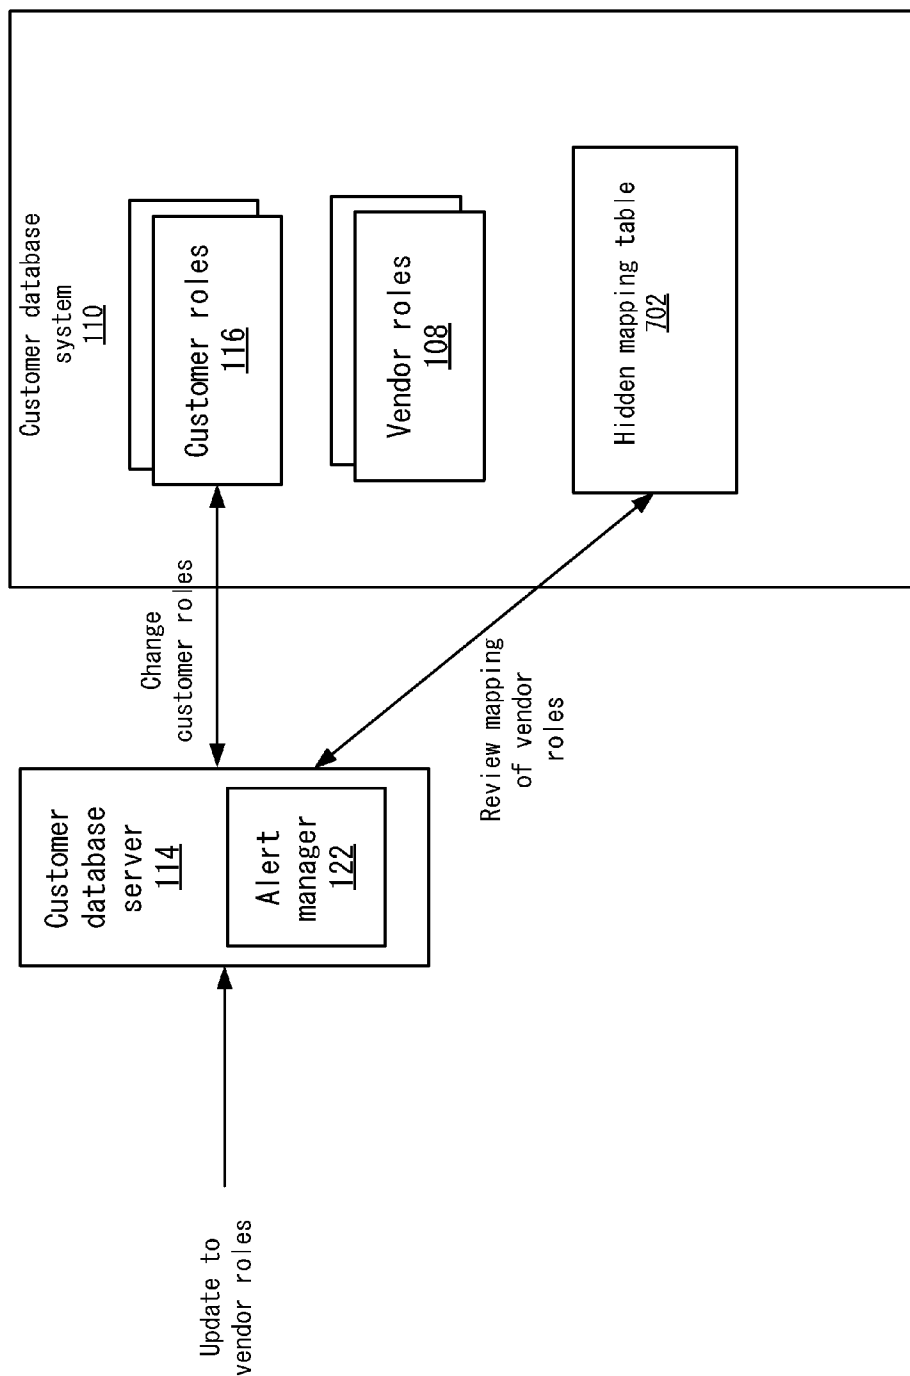 Customer database
system
110
Customer roles
116
Vendor roles
108
Hidden mapping table
702
Change
customer roles
Review mapping
of vendor
roles
Customer
database
server
114
Alert
manager
122
Update to
vendor roles